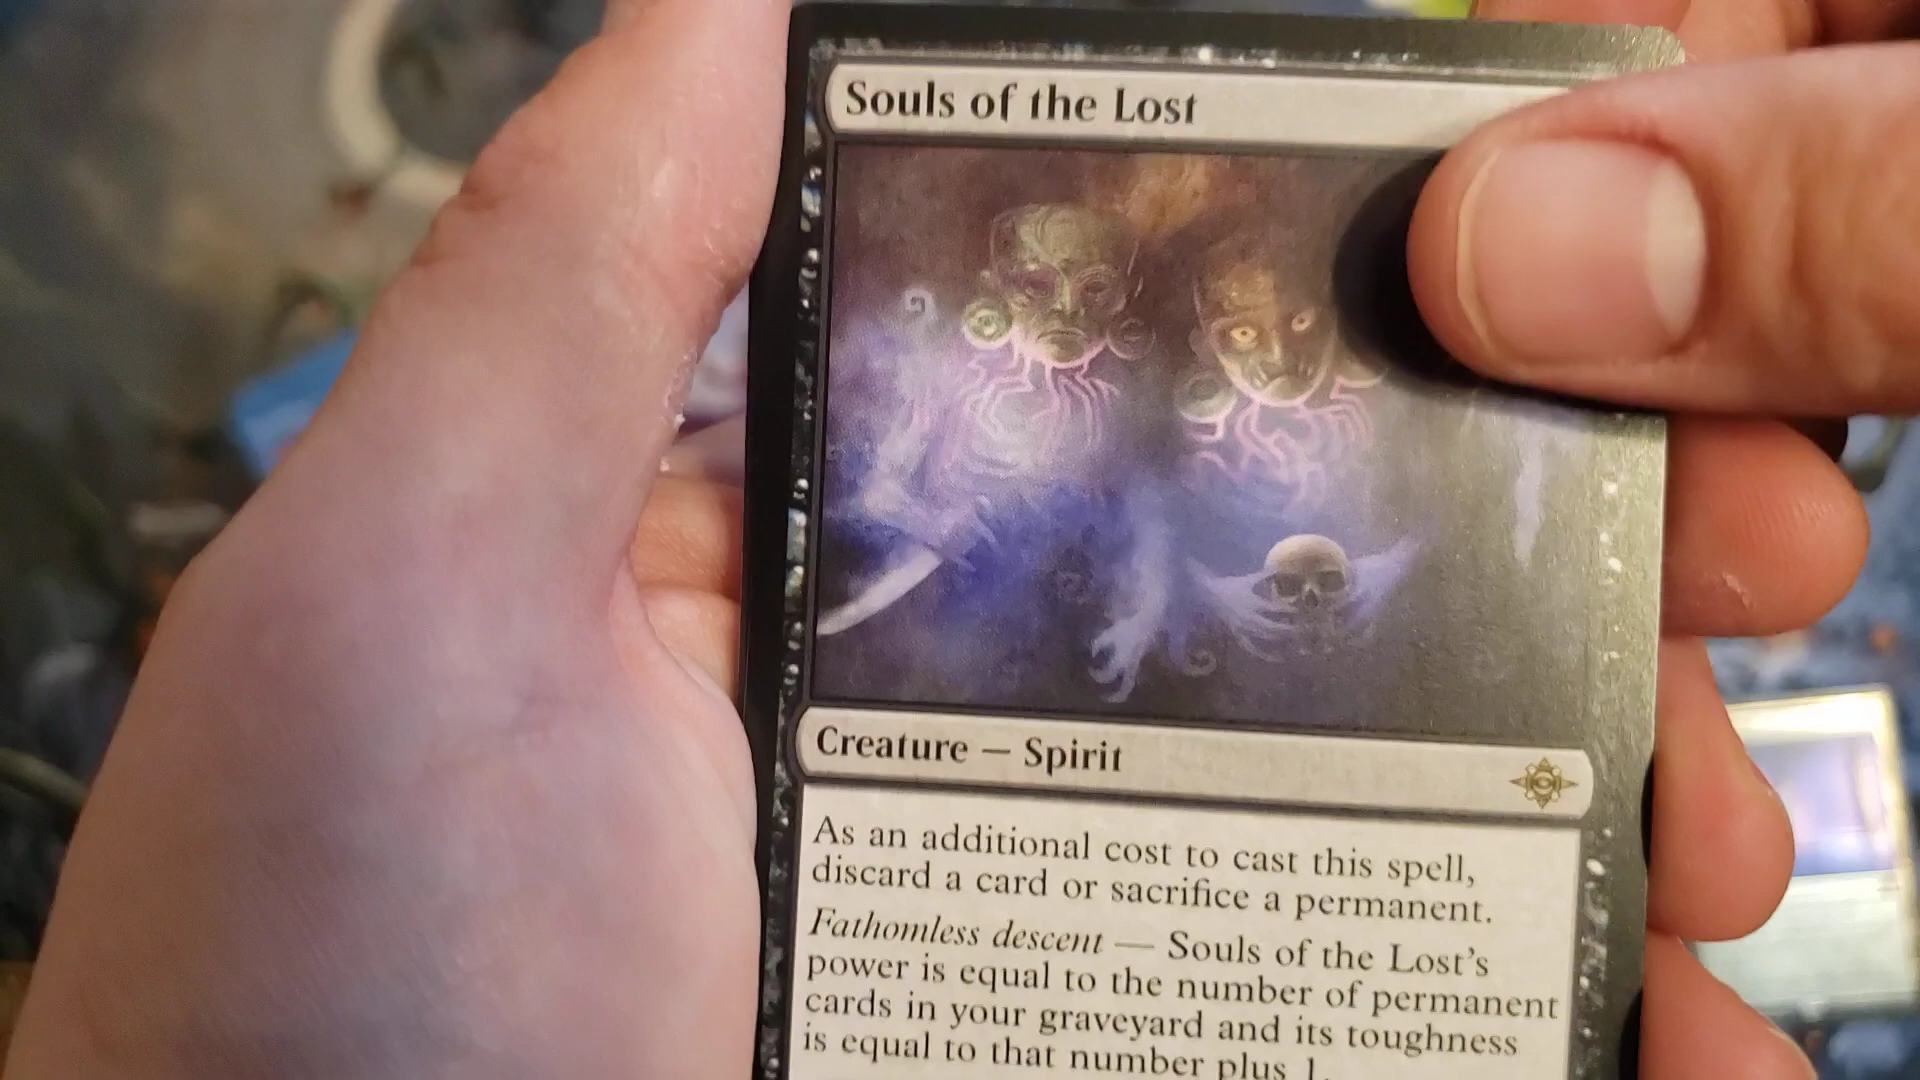 Souls of the Lost
Creature — Spirit
As an additional cost to cast this spell,
discard a card or sacrifice a permanent.
Fathomless descent — Souls of the Lost's
power is equal to the number of permanent
cards in your graveyard and its toughness
is equal to that number plus 1.